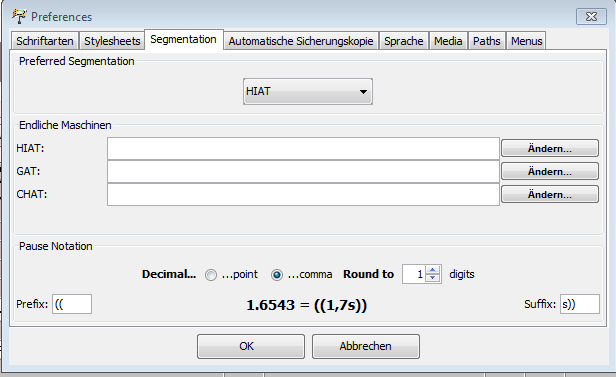 Preferences
Schriftarten Stylesheets Segmentation Automatische Sicherungskopie Sprache Media Paths Menus
Preferred Segmentation
HIAT
Endliche Maschinen
HIAT: Ändern...
GAT: Ändern...
CHAT: Ändern...
Pause Notation
Decimal... ...point ...comma Round to 1 digits
Prefix: (( 1.6543 = ((1,7s)) Suffix: s))
OK Abbrechen